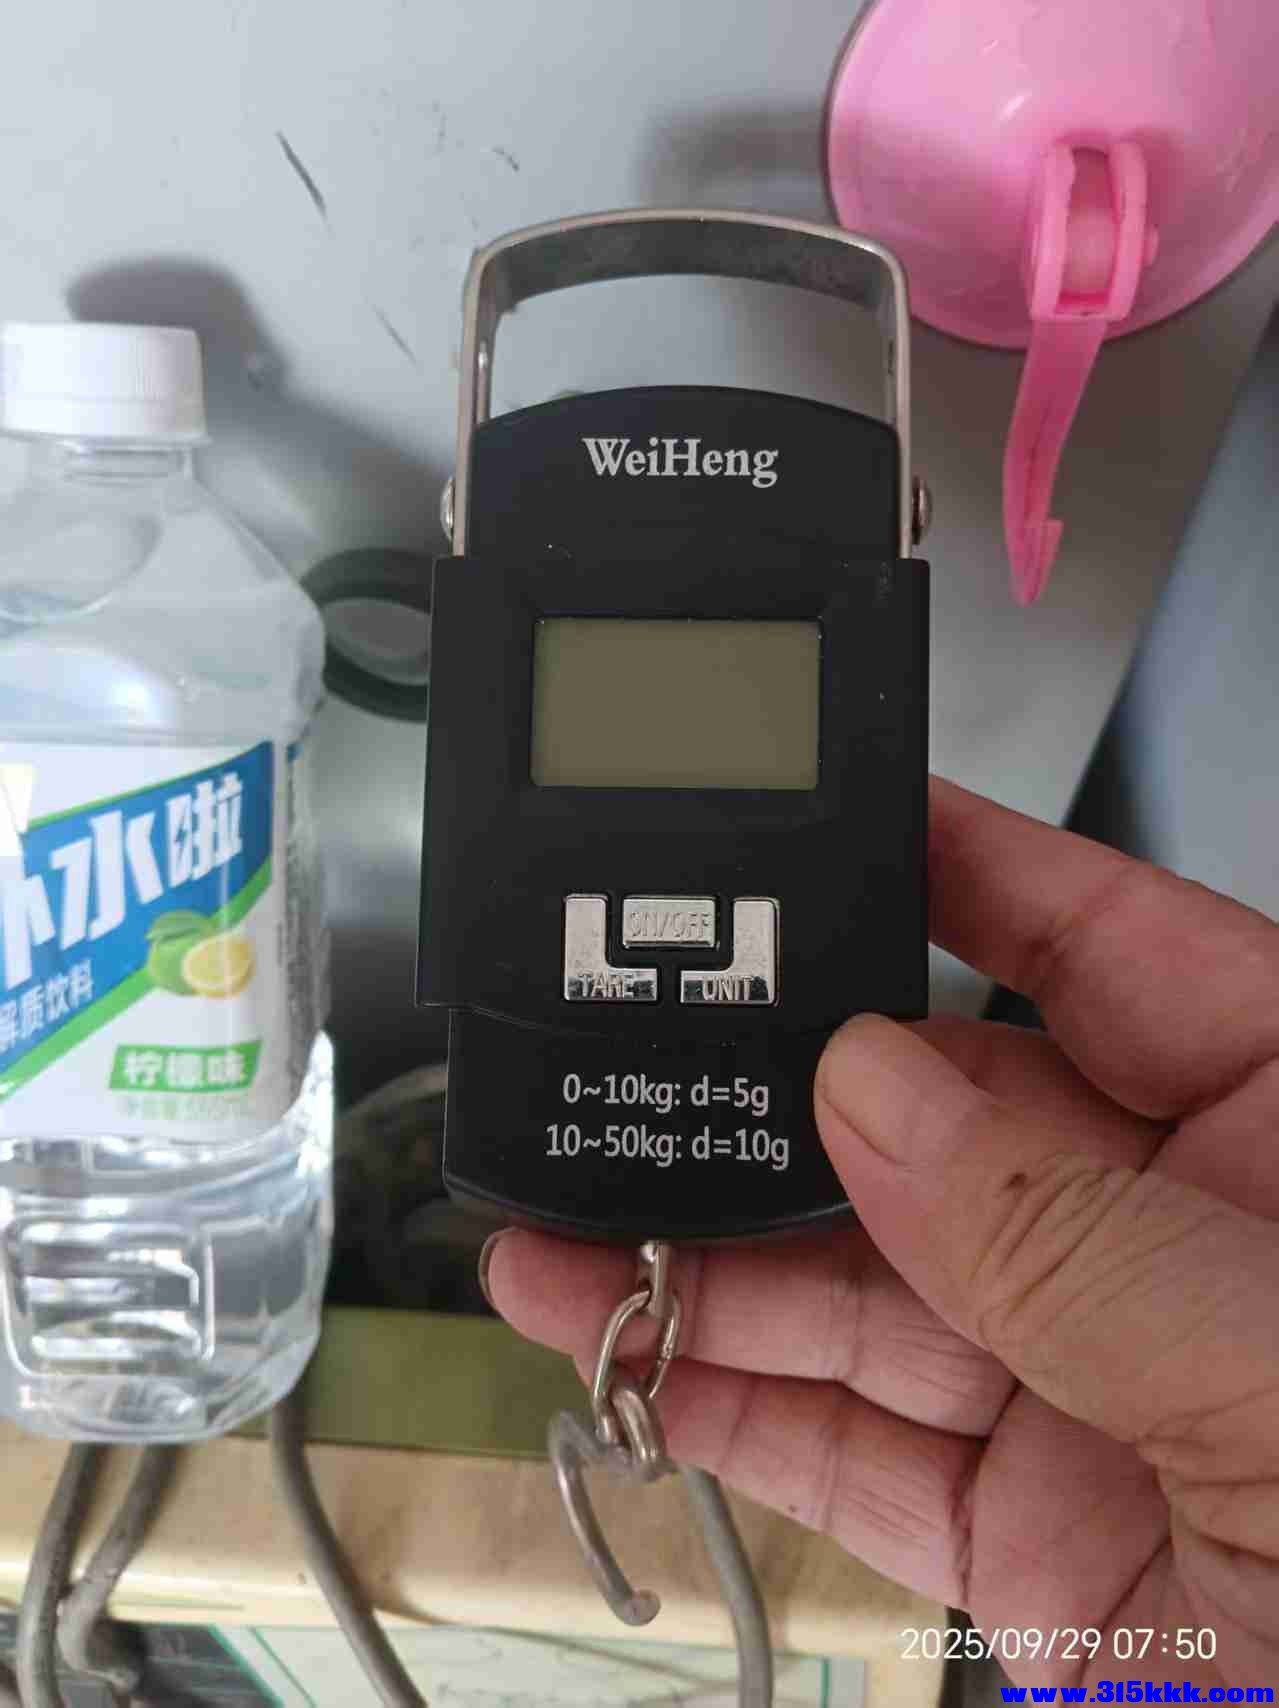 WeiHeng
ON/OFF
TARE
UNIT
0~10kg: d=5g
10~50kg: d=10g
水啦
解质饮料
柠檬味
2025/09/29 07:50
www.315kkk.com